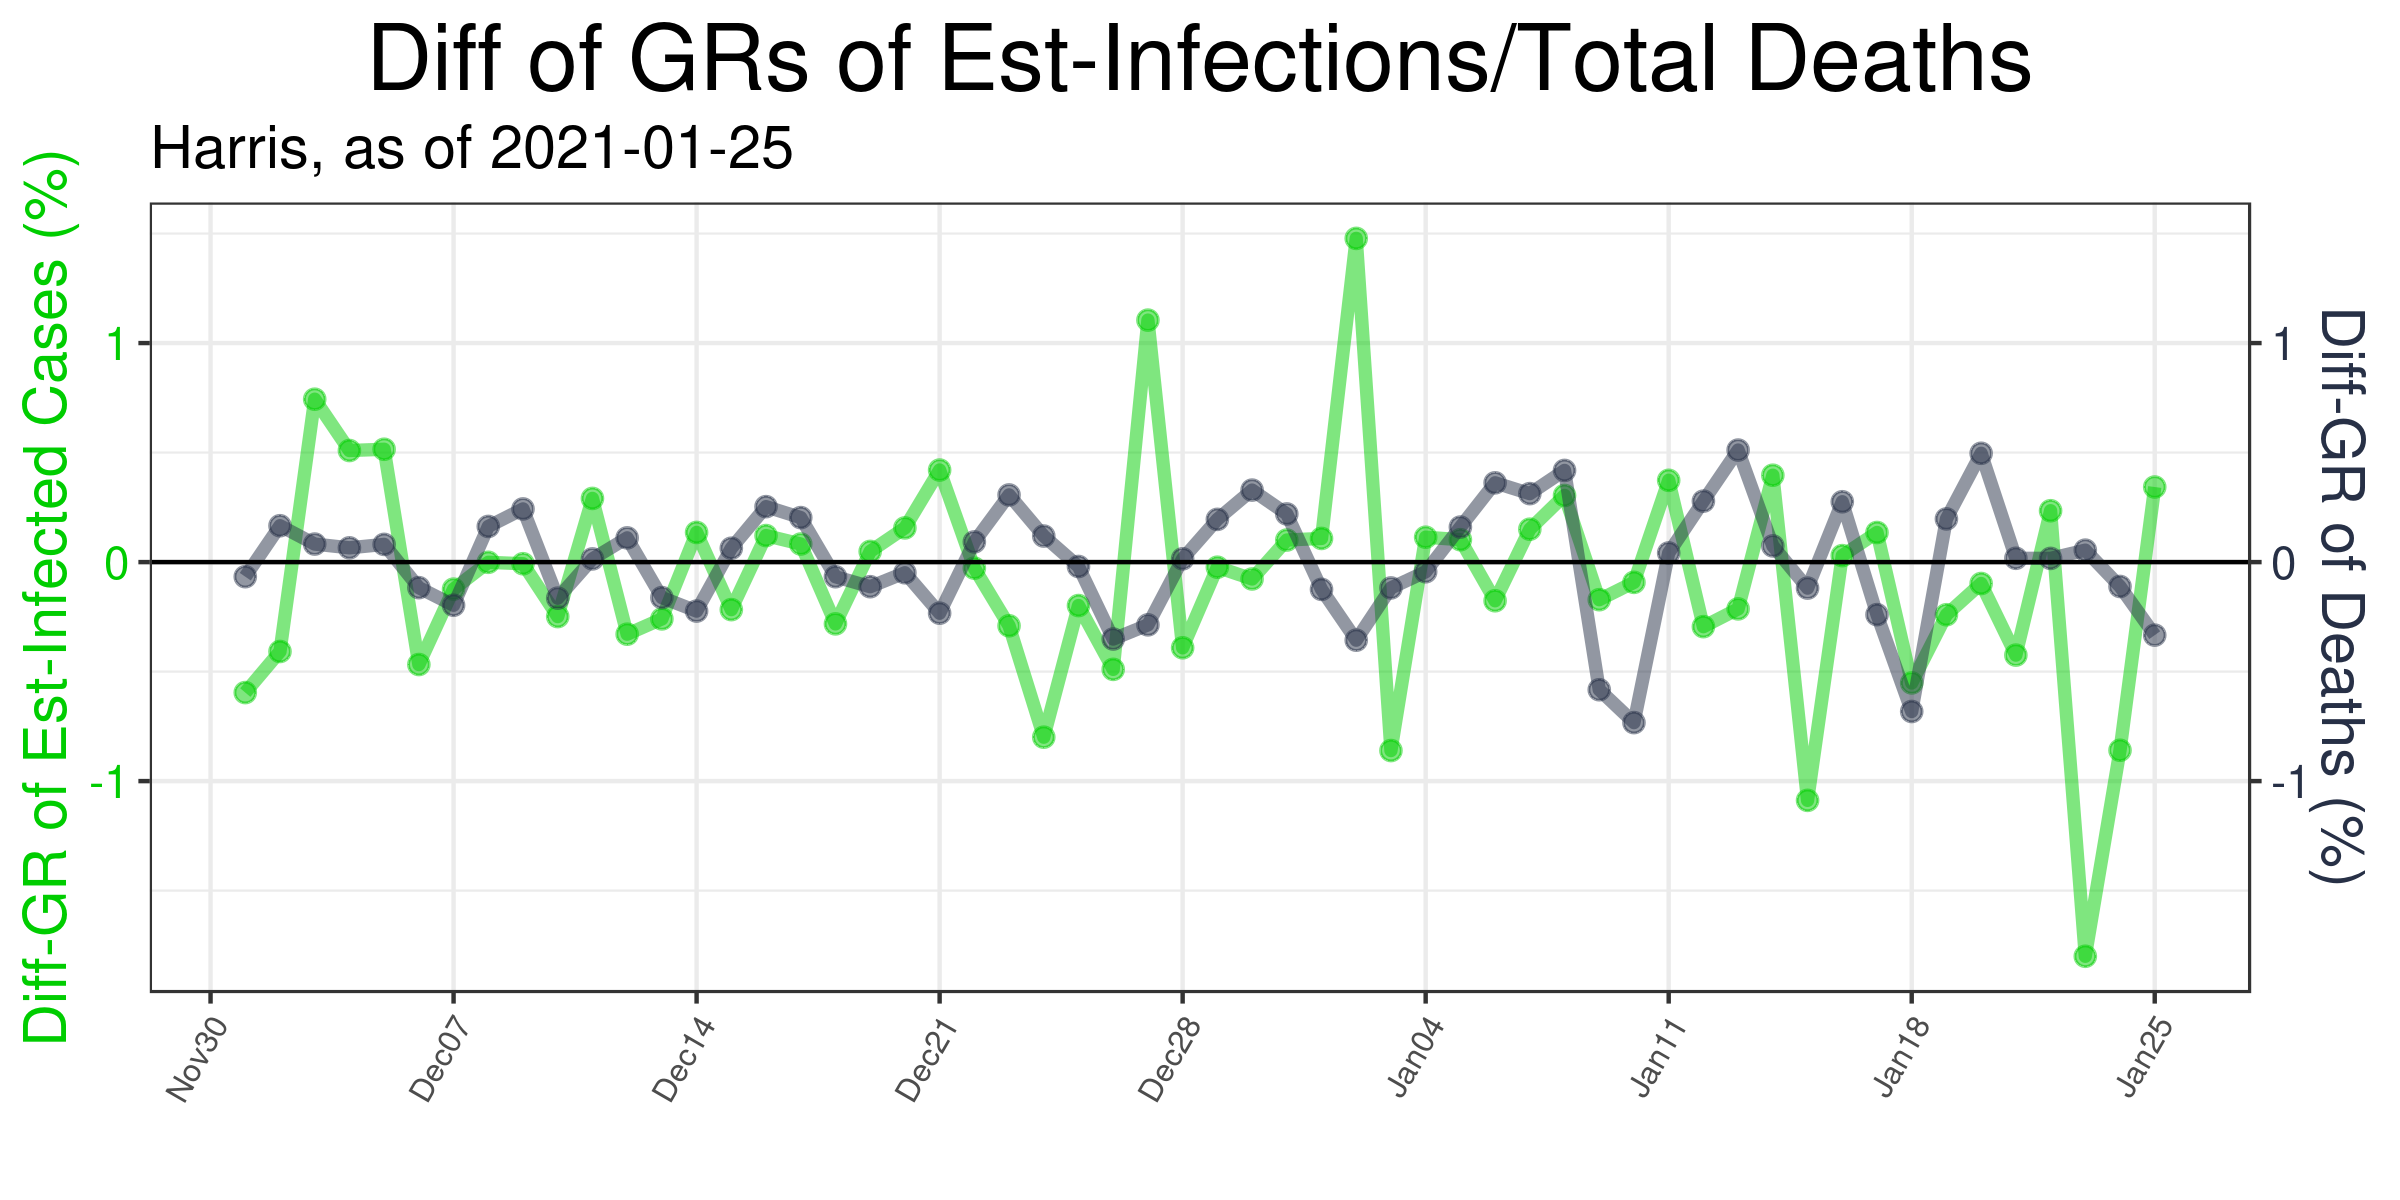 Diff of GRs of Est-Infections/Total Deaths
Harris, as of 2021-01-25
Diff-GR of Est-Infected Cases (%)
1
0
-1
1
0
-1
Diff-GR of Deaths (%)
Nov30
Dec07
Dec14
Dec21
Dec28
Jan04
Jan11
Jan18
Jan25